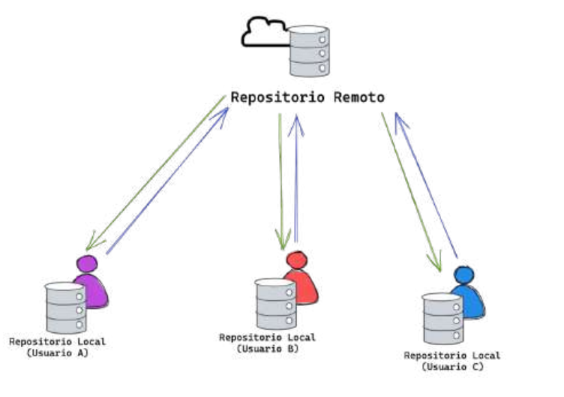 Repositorio Remoto
Repositorio Local
(Usuario A)
Repositorio Local
(Usuario B)
Repositorio Local
(Usuario C)